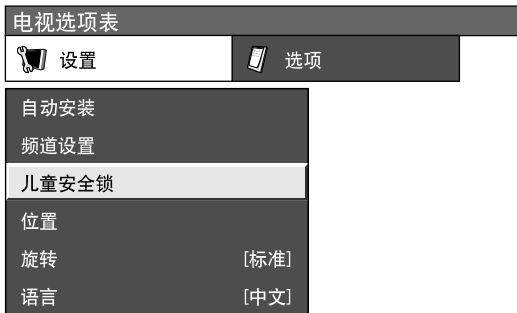 电视选项表
设置 选项
自动安装
频道设置
儿童安全锁
位置
旋转 [标准]
语言 [中文]